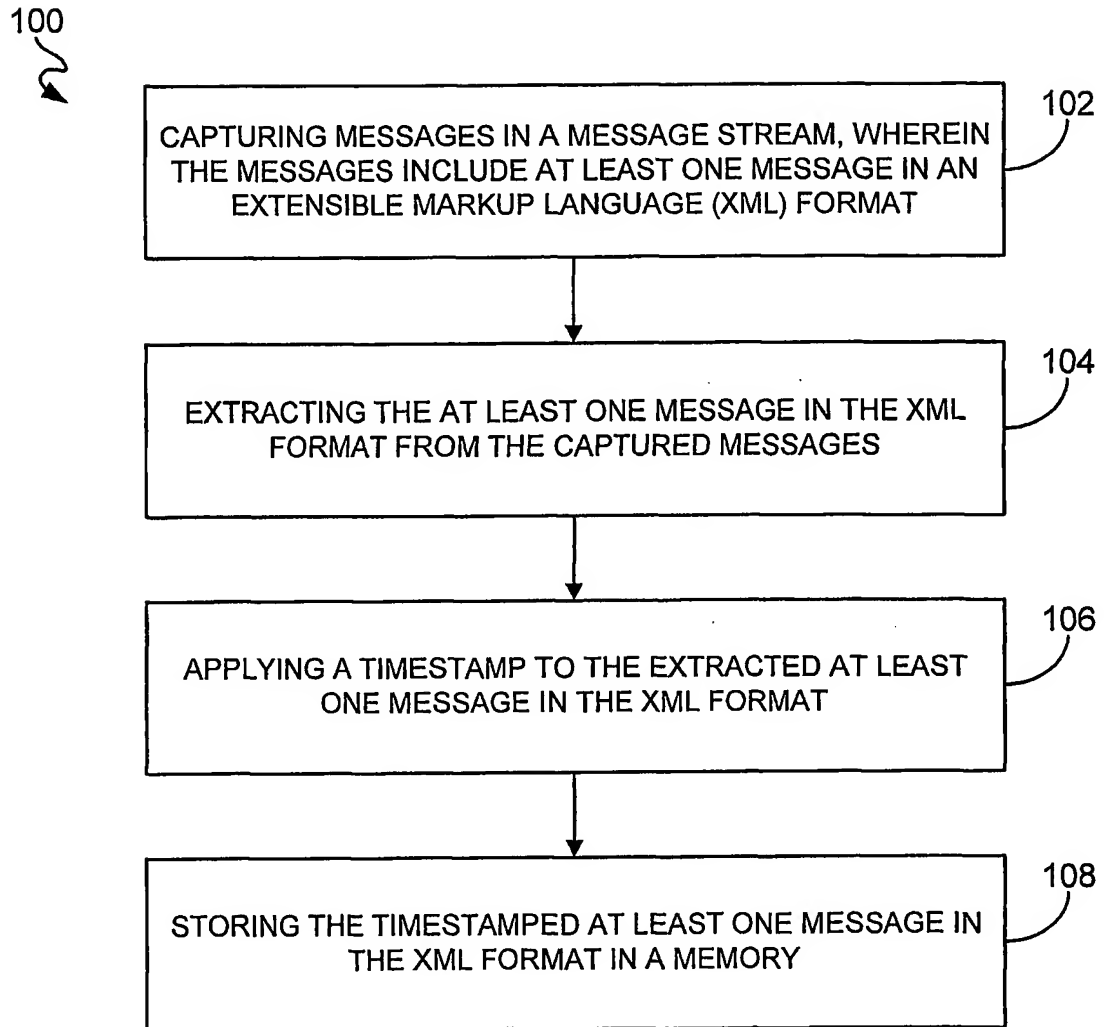 100
102
CAPTURING MESSAGES IN A MESSAGE STREAM, WHEREIN
THE MESSAGES INCLUDE AT LEAST ONE MESSAGE IN AN
EXTENSIBLE MARKUP LANGUAGE (XML) FORMAT
104
EXTRACTING THE AT LEAST ONE MESSAGE IN THE XML
FORMAT FROM THE CAPTURED MESSAGES
106
APPLYING A TIMESTAMP TO THE EXTRACTED AT LEAST
ONE MESSAGE IN THE XML FORMAT
108
STORING THE TIMESTAMPED AT LEAST ONE MESSAGE IN
THE XML FORMAT IN A MEMORY